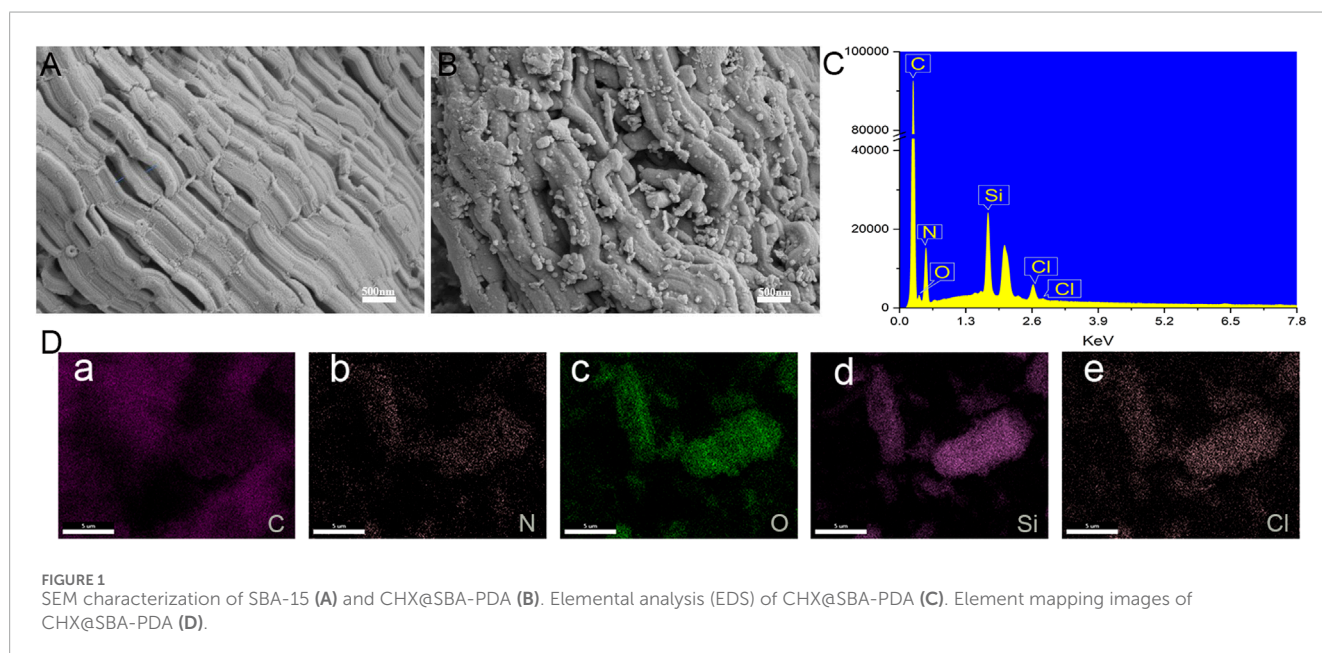 A
500nm
B
500nm
C
100000
80000
40000
20000
0
C
N
O
Si
Cl
Cl
0.0 1.3 2.6 3.9 5.2 6.5 7.8
KeV
D
a
5 um
C
b
5 um
N
c
5 um
O
d
5 um
Si
e
5 um
Cl
FIGURE 1
SEM characterization of SBA-15 (A) and CHX@SBA-PDA (B). Elemental analysis (EDS) of CHX@SBA-PDA (C). Element mapping images of
CHX@SBA-PDA (D).